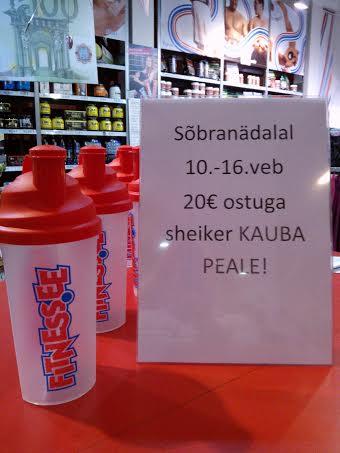 Sõbranädalal
10.-16.veb
20€ ostuga
sheiker KAUBA
PEALE!
FITNESS.EE